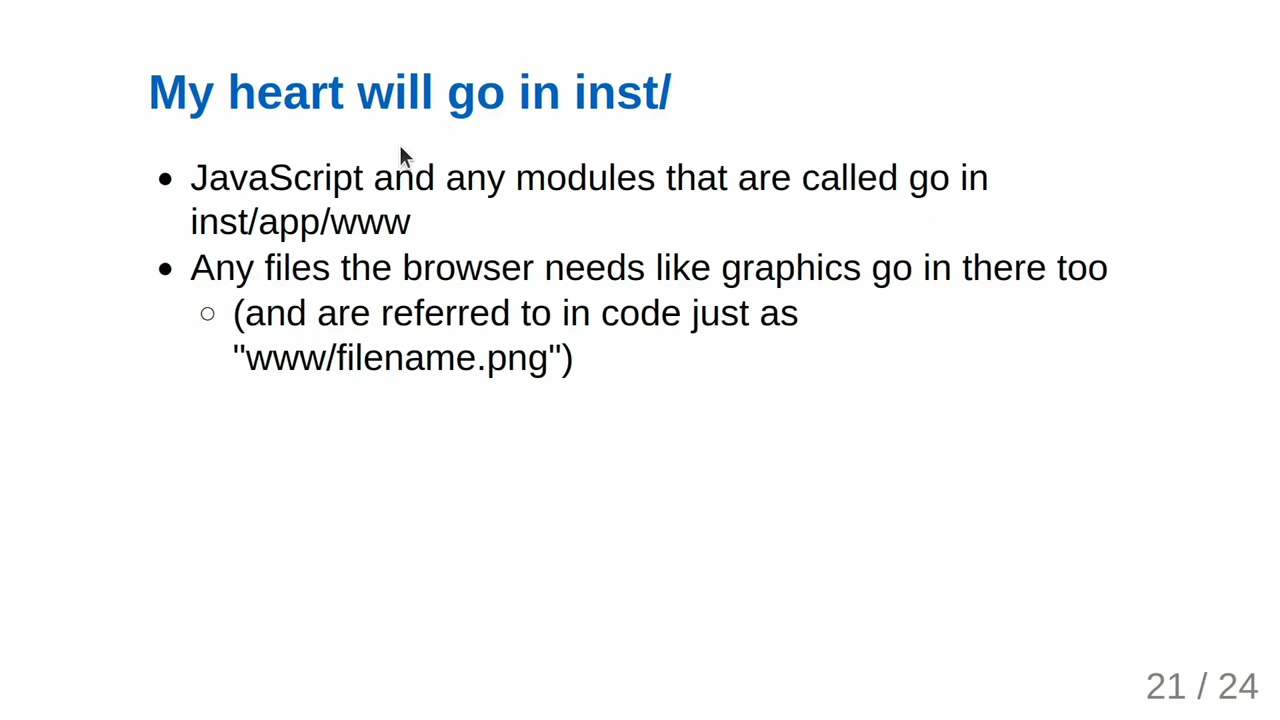 My heart will go in inst/
JavaScript and any modules that are called go in
inst/app/www
Any files the browser needs like graphics go in there too
(and are referred to in code just as
"www/filename.png")
21 / 24